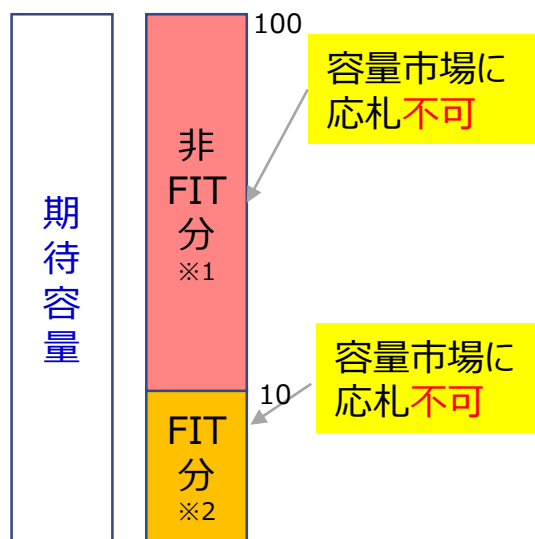 期
待
容
量
100
非
FIT
分
※1
容量市場に
応札不可
10
FIT
分
※2
容量市場に
応札不可